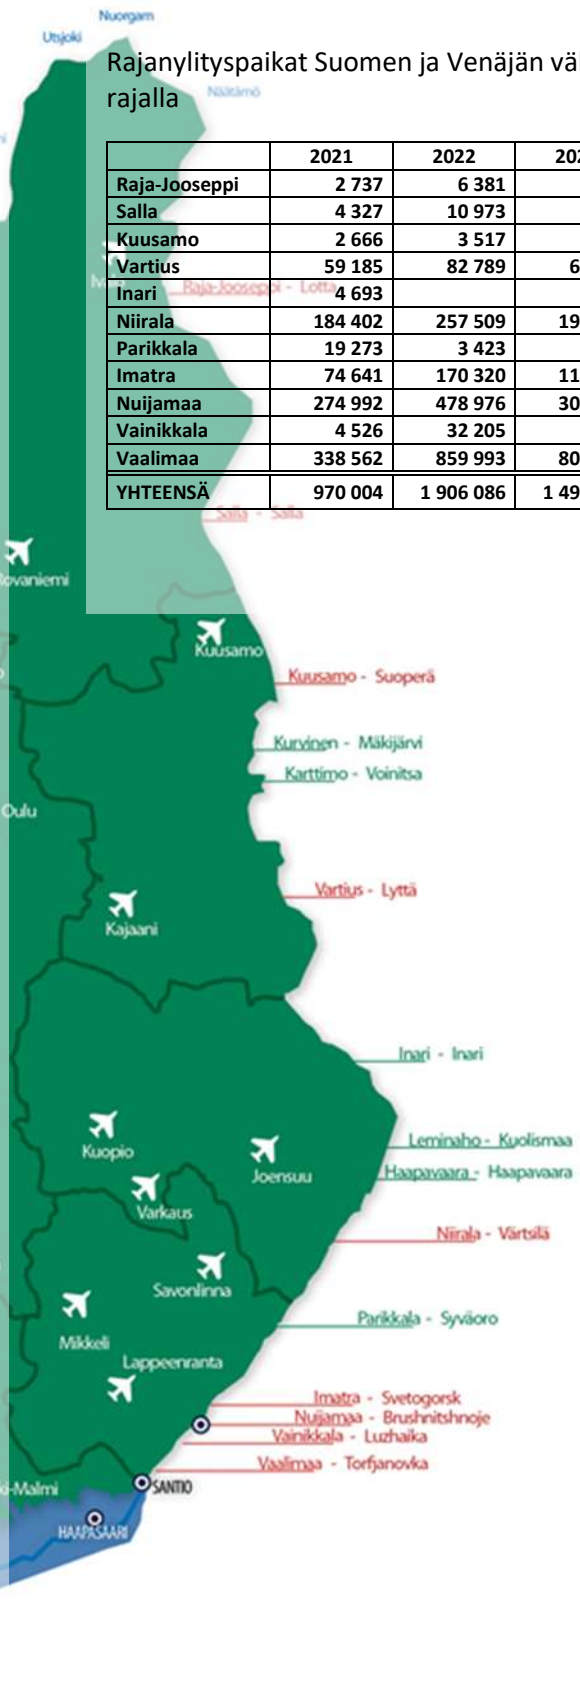 Nuorgam
Utsjoki
Rajanylityspaikat Suomen ja Venäjän väl
rajalla
Näätämö
2021 2022 202
Raja-Jooseppi 2 737 6 381
Salla 4 327 10 973
Kuusamo 2 666 3 517
Vartius 59 185 82 789 6
Raja-Jooseppi - Lotta
Inari 4 693
Niirala 184 402 257 509 19
Parikkala 19 273 3 423
Imatra 74 641 170 320 11
Nuijamaa 274 992 478 976 30
Vainikkala 4 526 32 205
Vaalimaa 338 562 859 993 80
YHTEENSÄ 970 004 1 906 086 1 49
Salla - Salla
ovaniemi
Kuusamo
Kuusamo - Suoperä
Kurvinen - Mäkijärvi
Karttimo - Voinitsa
Oulu
Vartius - Lyttä
Kajaani
Inari - Inari
Leminaho - Kuolismaa
Kuopio
Haapavaara - Haapavaara
Joensuu
Varkaus
Niirala - Värtsilä
Savonlinna
Parikkala - Syväoro
Mikkeli
Lappeenranta
Imatra - Svetogorsk
Nuijamaa - Brushnitshnoje
Vainikkala - Luzhaika
Vaalimaa - Torfjanovka
ki-Malmi
SANTIO
HAAPASAARI